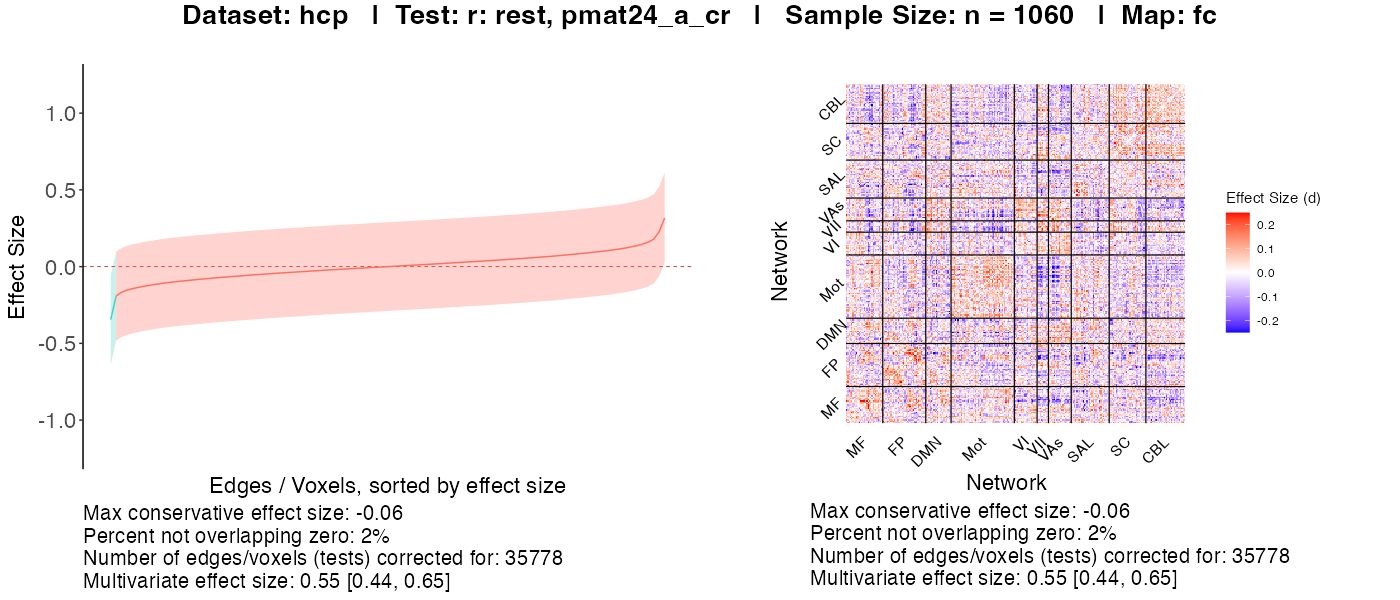 Dataset: hcp | Test: r: rest, pmat24_a_cr | Sample Size: n = 1060 | Map: fc
Effect Size
1.0
0.5
0.0
-0.5
-1.0
Edges / Voxels, sorted by effect size
Max conservative effect size: -0.06
Percent not overlapping zero: 2%
Number of edges/voxels (tests) corrected for: 35778
Multivariate effect size: 0.55 [0.44, 0.65]
Network
CBL
SC
SAL
VAs
VII
VI
Mot
DMN
FP
MF
MF
FP
DMN
Mot
VI
VII
VAs
SAL
SC
CBL
Network
Effect Size (d)
0.2
0.1
0.0
-0.1
-0.2
Max conservative effect size: -0.06
Percent not overlapping zero: 2%
Number of edges/voxels (tests) corrected for: 35778
Multivariate effect size: 0.55 [0.44, 0.65]